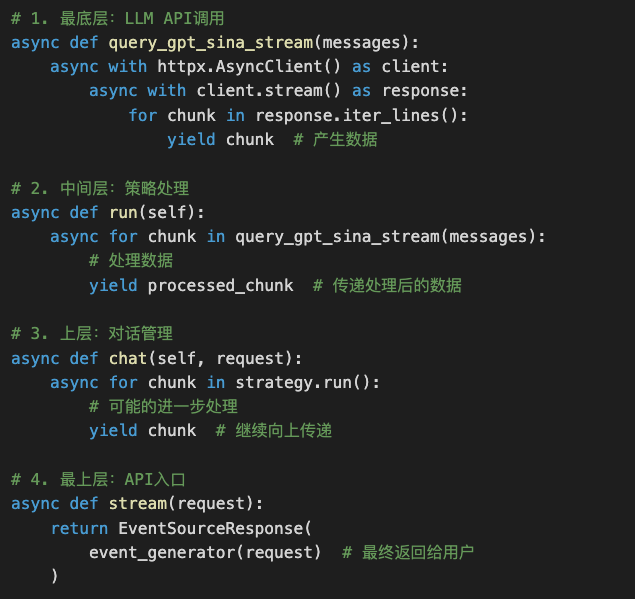 # 1. 最底层：LLM API调用
async def query_gpt_sina_stream(messages):
    async with httpx.AsyncClient() as client:
        async with client.stream() as response:
            for chunk in response.iter_lines():
                yield chunk  # 产生数据

# 2. 中间层：策略处理
async def run(self):
    async for chunk in query_gpt_sina_stream(messages):
        # 处理数据
        yield processed_chunk  # 传递处理后的数据

# 3. 上层：对话管理
async def chat(self, request):
    async for chunk in strategy.run():
        # 可能的进一步处理
        yield chunk  # 继续向上传递

# 4. 最上层：API入口
async def stream(request):
    return EventSourceResponse(
        event_generator(request)  # 最终返回给用户
    )